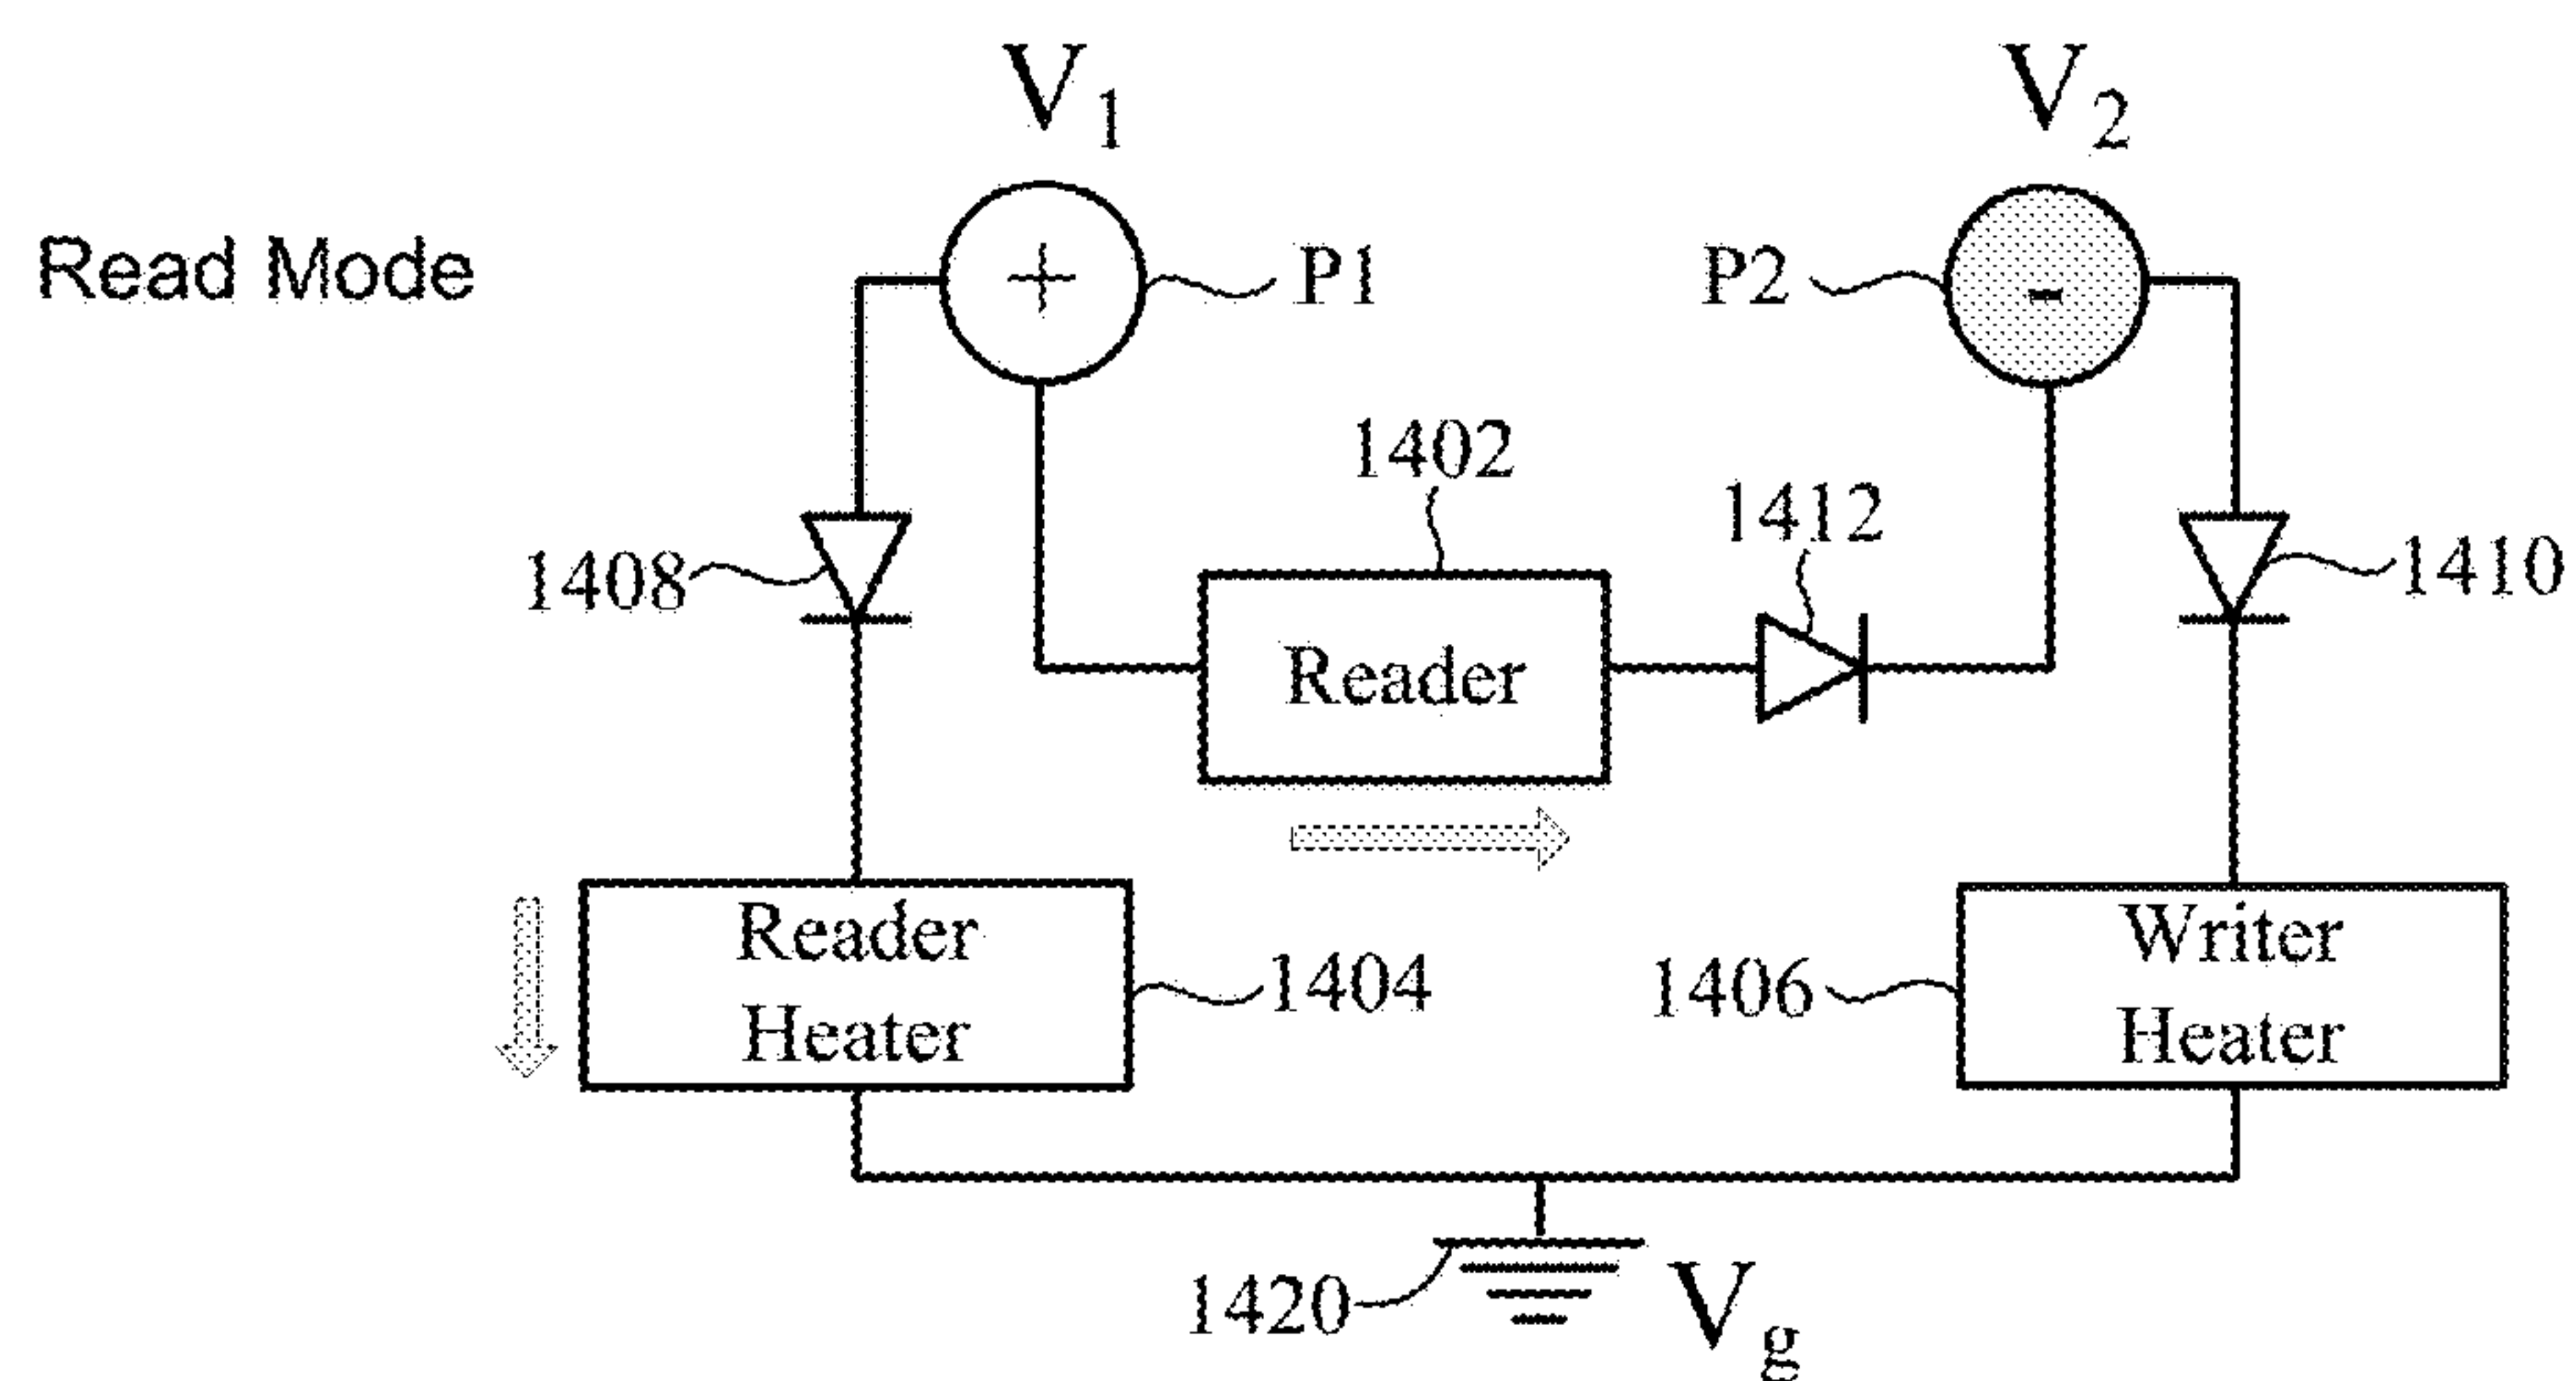 V1
V2
Read Mode
+
P1
P2
-
1402
1412
1408
1410
Reader
Reader
Heater
1404
1406
Writer
Heater
1420
Vg